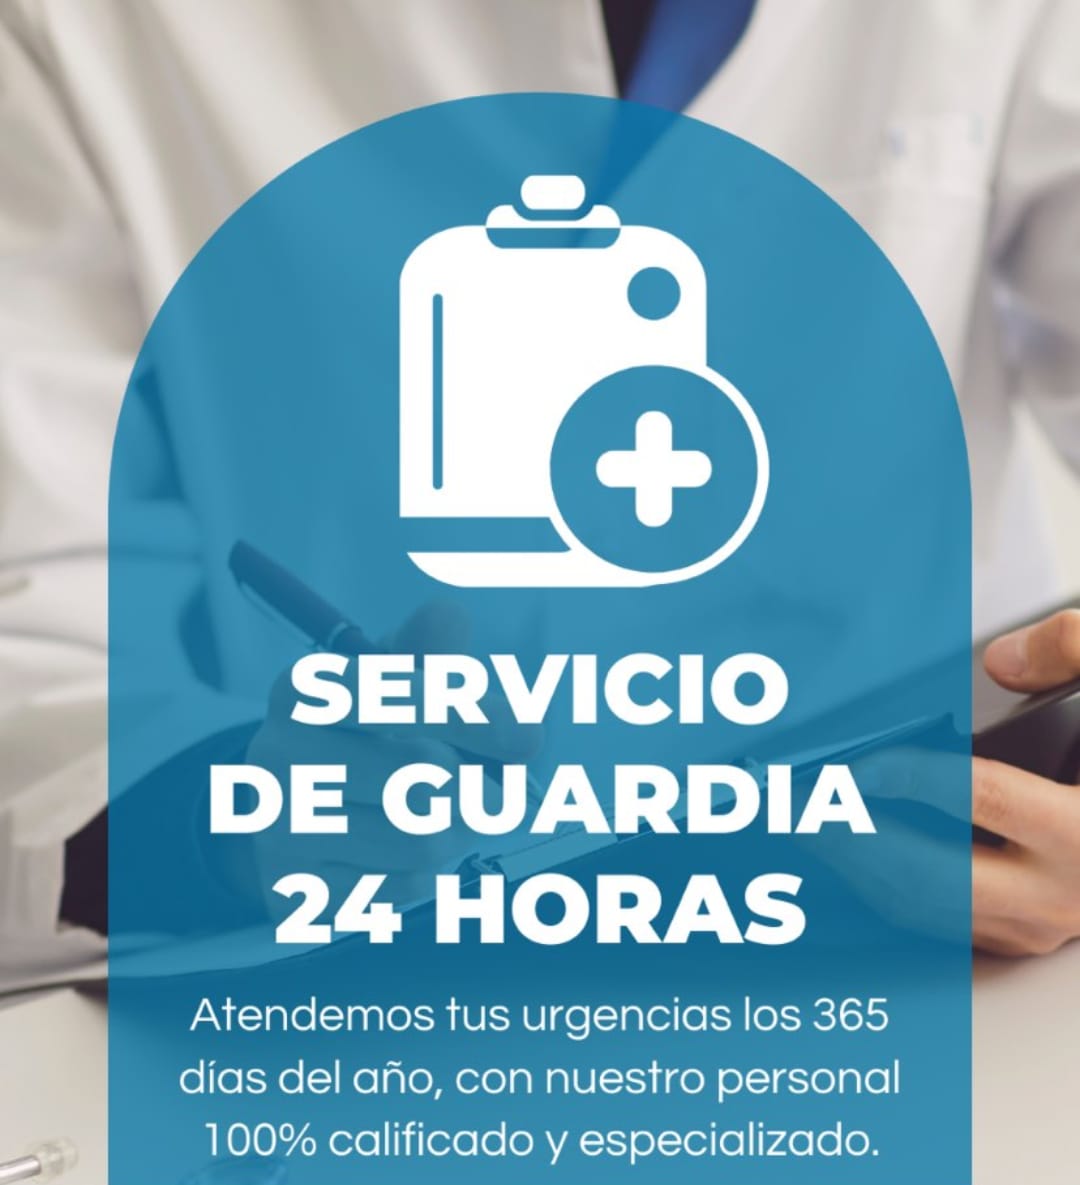 SERVICIO
DE GUARDIA
24 HORAS
Atendemos tus urgencias los 365
días del año, con nuestro personal
100% calificado y especializado.